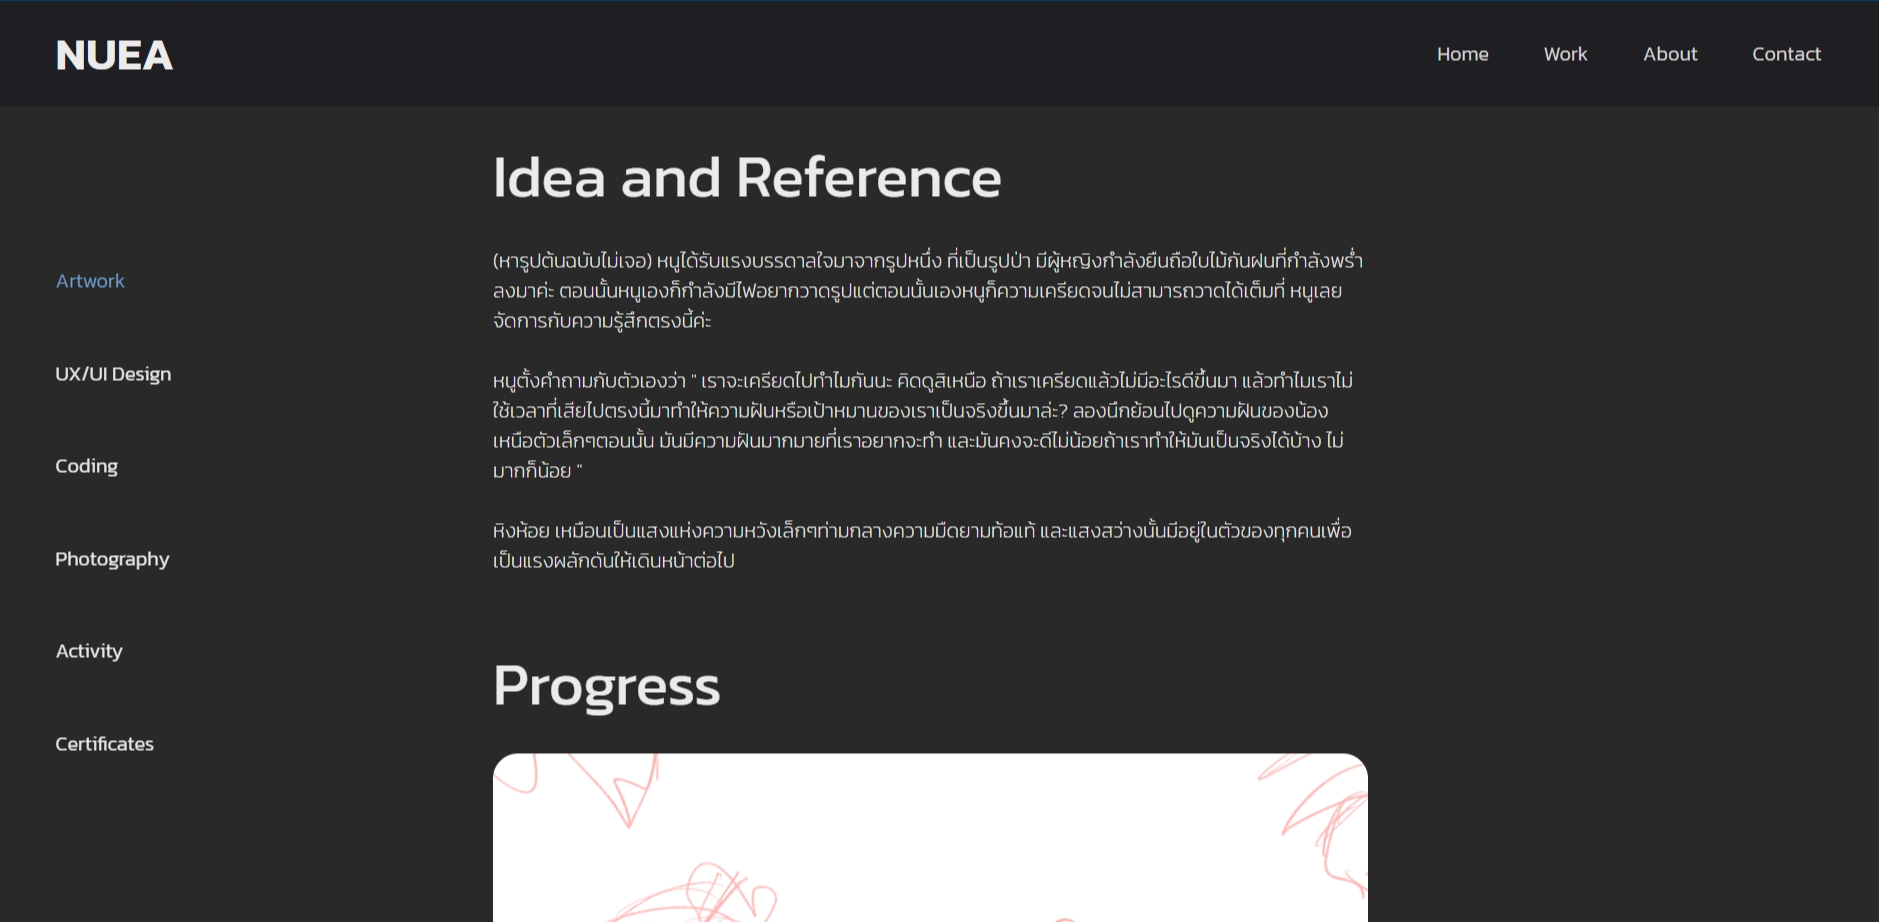 NUEA
Home
Work
About
Contact
Artwork
UX/UI Design
Coding
Photography
Activity
Certificates
Idea and Reference
(หารูปต้นฉบับไม่เจอ) หนูได้รับแรงบรรดาลใจมาจากรูปหนึ่ง ที่เป็นรูปป่า มีผู้หญิงกำลังยืนถือใบไม้กันฝนที่กำลังพร่ำ
ลงมาค่ะ ตอนนั้นหนูเองก็กำลังมีไฟอยากวาดรูปแต่ตอนนั้นเองหนูก็ความเครียดจนไม่สามารถวาดได้เต็มที่ หนูเลย
จัดการกับความรู้สึกตรงนี้ค่ะ
หนูตั้งคำถามกับตัวเองว่า " เราจะเครียดไปทำไมกันนะ คิดดูสิเหนือ ถ้าเราเครียดแล้วไม่มีอะไรดีขึ้นมา แล้วทำไมเราไม่
ใช้เวลาที่เสียไปตรงนี้มาทำให้ความฝันหรือเป้าหมานของเราเป็นจริงขึ้นมาล่ะ? ลองนึกย้อนไปดูความฝันของน้อง
เหนือตัวเล็กๆตอนนั้น มันมีความฝันมากมายที่เราอยากจะทำ และมันคงจะดีไม่น้อยถ้าเราทำให้มันเป็นจริงได้บ้าง ไม่
มากก็น้อย "
หิงห้อย เหมือนเป็นแสงแห่งความหวังเล็กๆท่ามกลางความมืดยามท้อแท้ และแสงสว่างนั้นมีอยู่ในตัวของทุกคนเพื่อ
เป็นแรงผลักดันให้เดินหน้าต่อไป
Progress